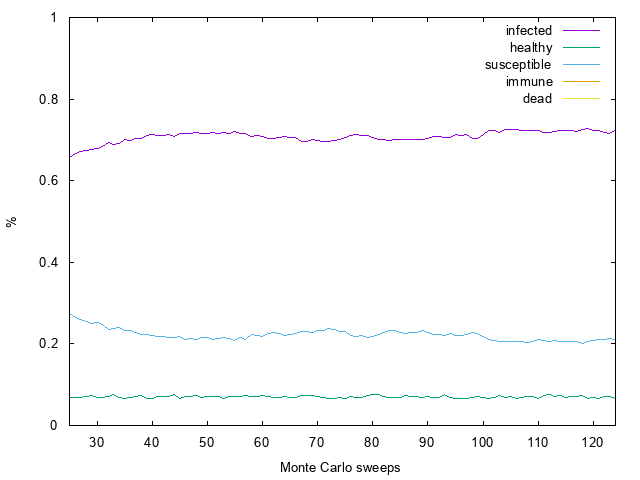 1
0.8
0.6
0.4
0.2
0
%
infected
healthy
susceptible
immune
dead
30 40 50 60 70 80 90 100 110 120
Monte Carlo sweeps